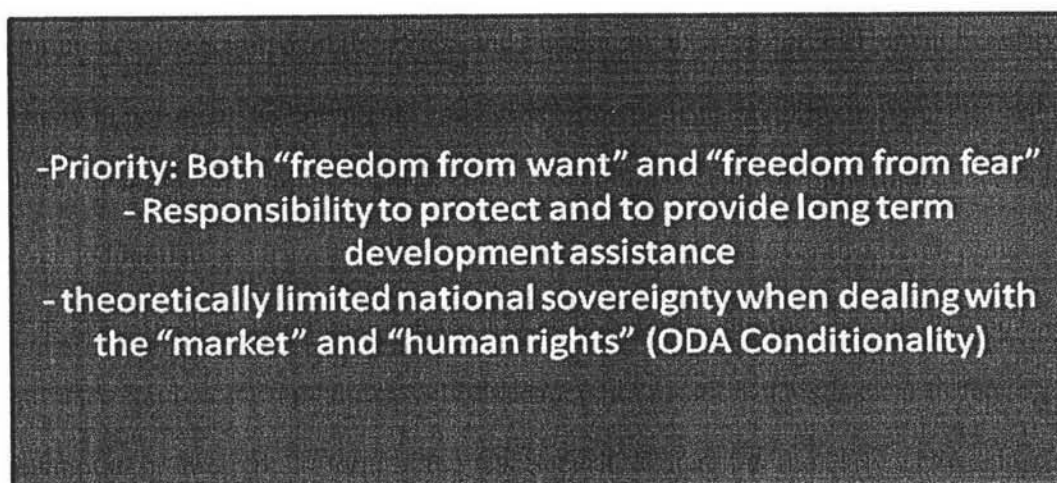 -Priority: Both “freedom from want” and “freedom from fear”
- Responsibility to protect and to provide long term
development assistance
- theoretically limited national sovereignty when dealing with
the “market” and “human rights” (ODA Conditionality)